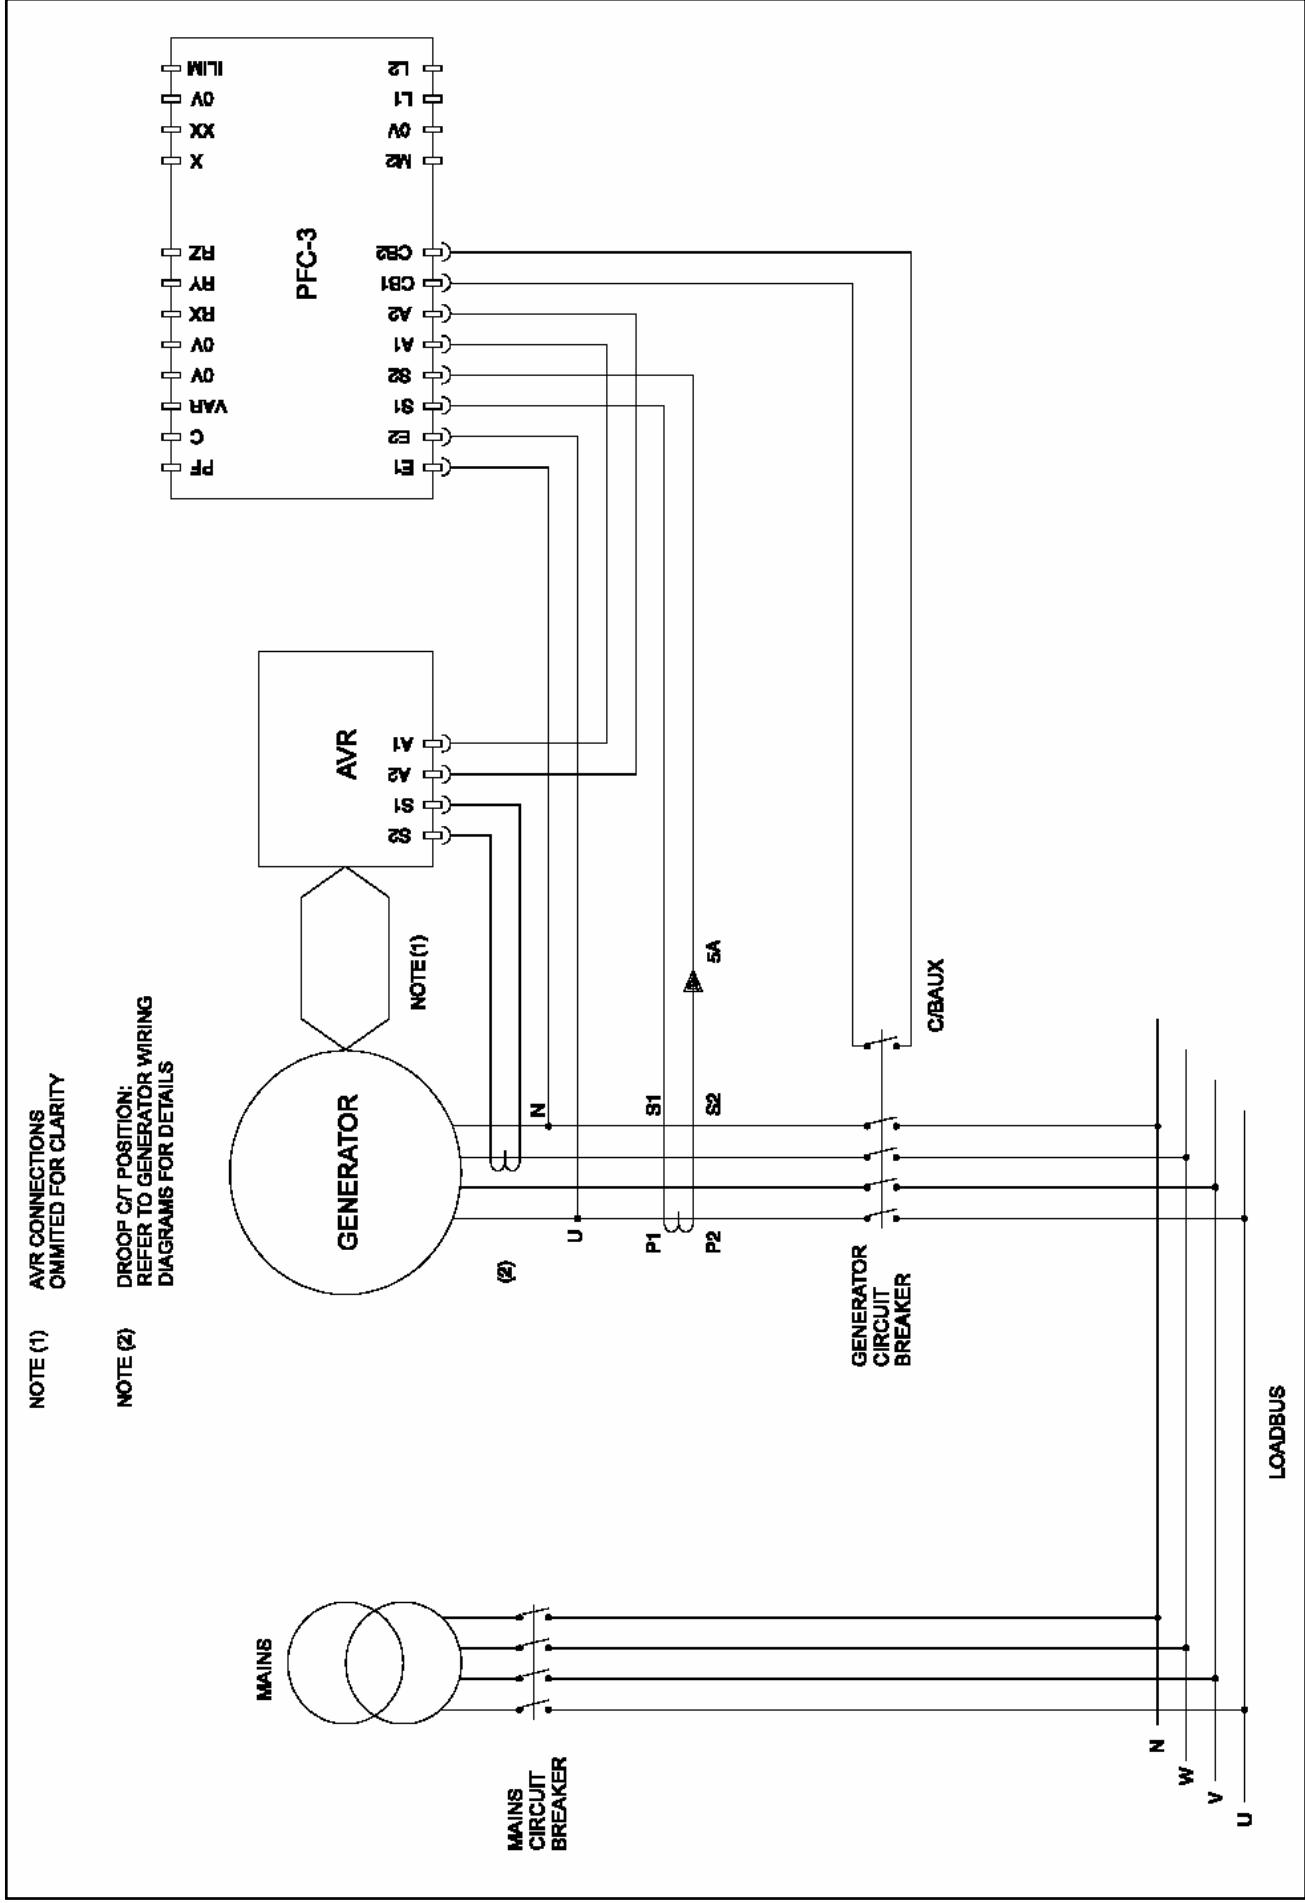 NOTE (1)
AVR CONNECTIONS
OMMITED FOR CLARITY
NOTE (2)
DROOP C/T POSITION:
REFER TO GENERATOR WIRING
DIAGRAMS FOR DETAILS
MAINS
MAINS
CIRCUIT
BREAKER
GENERATOR
NOTE (1)
AVR
S2
S1
A2
A1
PFC-3
PF
C
VAR
0V
0V
RX
RY
RZ
X
XX
0V
ILIM
E1
E2
S1
S2
A1
A2
CB1
CB2
M2
0V
L1
L2
(2)
N
U
P1
S1
P2
S2
5A
GENERATOR
CIRCUIT
BREAKER
C/BAUX
N
W
V
U
LOADBUS